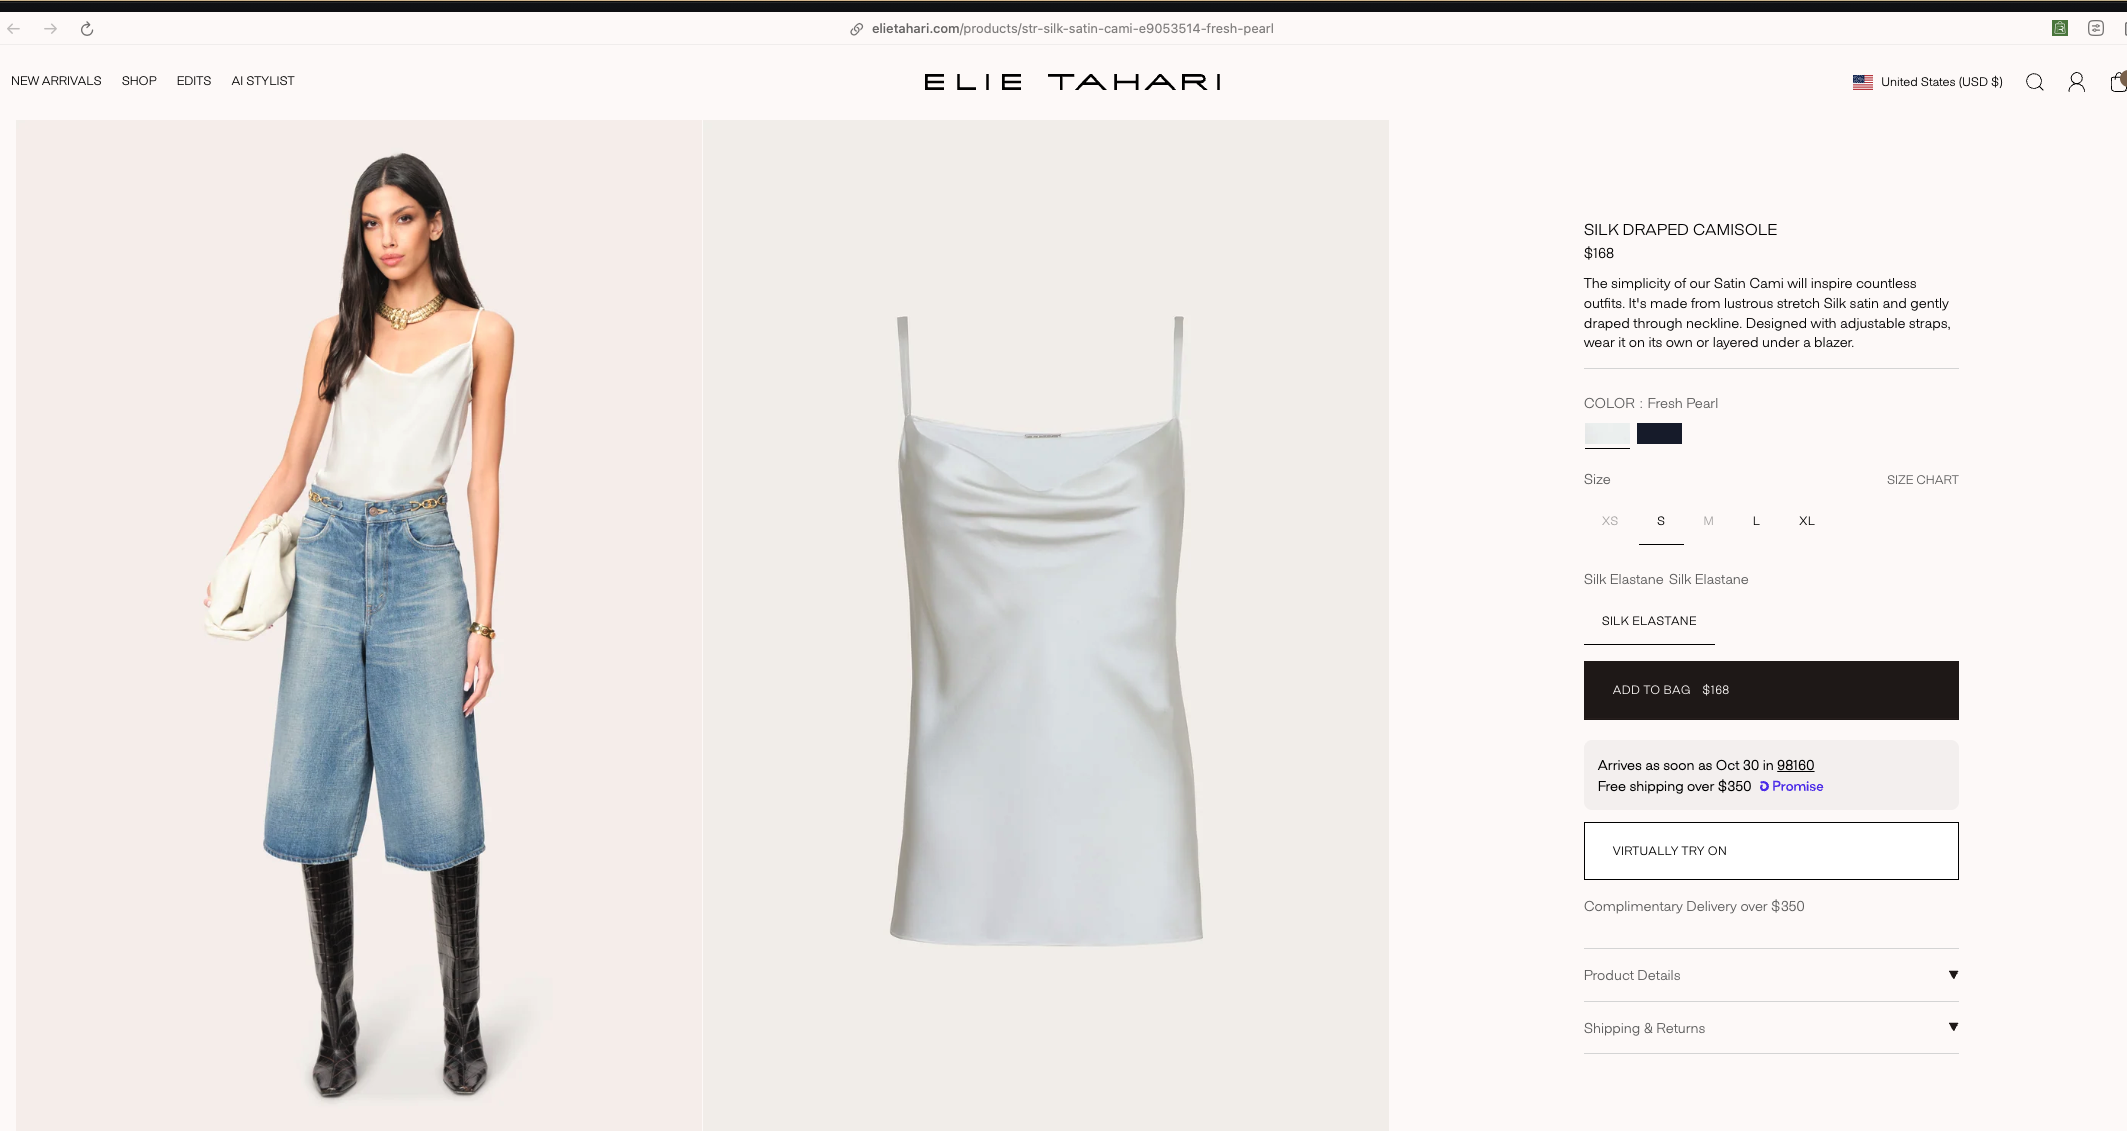 elietahari.com/products/str-silk-satin-cami-e9053514-fresh-pearl
NEW ARRIVALS SHOP EDITS AI STYLIST
ELIE TAHARI
United States (USD $)
SILK DRAPED CAMISOLE
$168
The simplicity of our Satin Cami will inspire countless
outfits. It's made from lustrous stretch Silk satin and gently
draped through neckline. Designed with adjustable straps,
wear it on its own or layered under a blazer.
COLOR : Fresh Pearl
Size SIZE CHART
XS S M L XL
Silk Elastane Silk Elastane
SILK ELASTANE
ADD TO BAG $168
Arrives as soon as Oct 30 in 98160
Free shipping over $350 Promise
VIRTUALLY TRY ON
Complimentary Delivery over $350
Product Details
Shipping & Returns